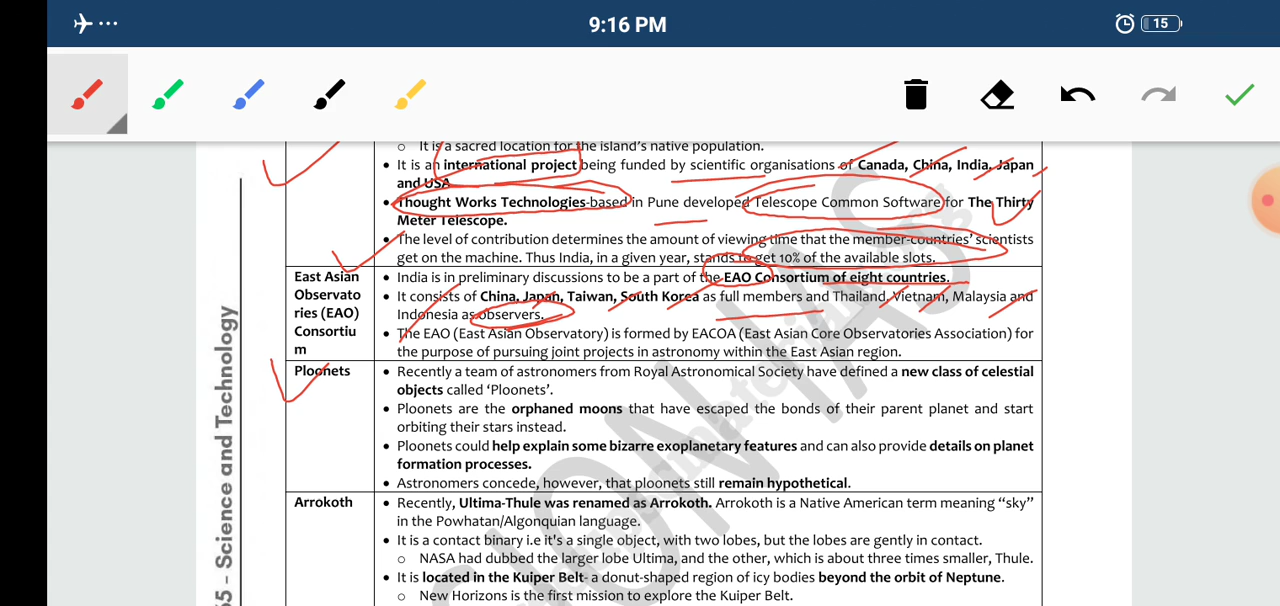 9:16 PM
15
It is a sacred location for the island's native population.
It is an international project being funded by scientific organisations of Canada, China, India, Japan
and USA
Thought Works Technologies-based in Pune developed Telescope Common Software for The Thirty
Meter Telescope.
The level of contribution determines the amount of viewing time that the member-countries' scientists
get on the machine. Thus India, in a given year, stands to get 10% of the available slots.
East Asian
Observato
ries (EAO)
Consortiu
m
India is in preliminary discussions to be a part of the EAO Consortium of eight countries.
It consists of China, Japan, Taiwan, South Korea as full members and Thailand, Vietnam, Malaysia and
Indonesia as observers.
The EAO (East Asian Observatory) is formed by EACOA (East Asian Core Observatories Association) for
the purpose of pursuing joint projects in astronomy within the East Asian region.
Ploonets
Recently a team of astronomers from Royal Astronomical Society have defined a new class of celestial
objects called 'Ploonets'.
Ploonets are the orphaned moons that have escaped the bonds of their parent planet and start
orbiting their stars instead.
Ploonets could help explain some bizarre exoplanetary features and can also provide details on planet
formation processes.
Astronomers concede, however, that ploonets still remain hypothetical.
Arrokoth
Recently, Ultima-Thule was renamed as Arrokoth. Arrokoth is a Native American term meaning "sky"
in the Powhatan/Algonquian language.
It is a contact binary i.e it's a single object, with two lobes, but the lobes are gently in contact.
NASA had dubbed the larger lobe Ultima, and the other, which is about three times smaller, Thule.
It is located in the Kuiper Belt- a donut-shaped region of icy bodies beyond the orbit of Neptune.
New Horizons is the first mission to explore the Kuiper Belt.
5 - Science and Technology